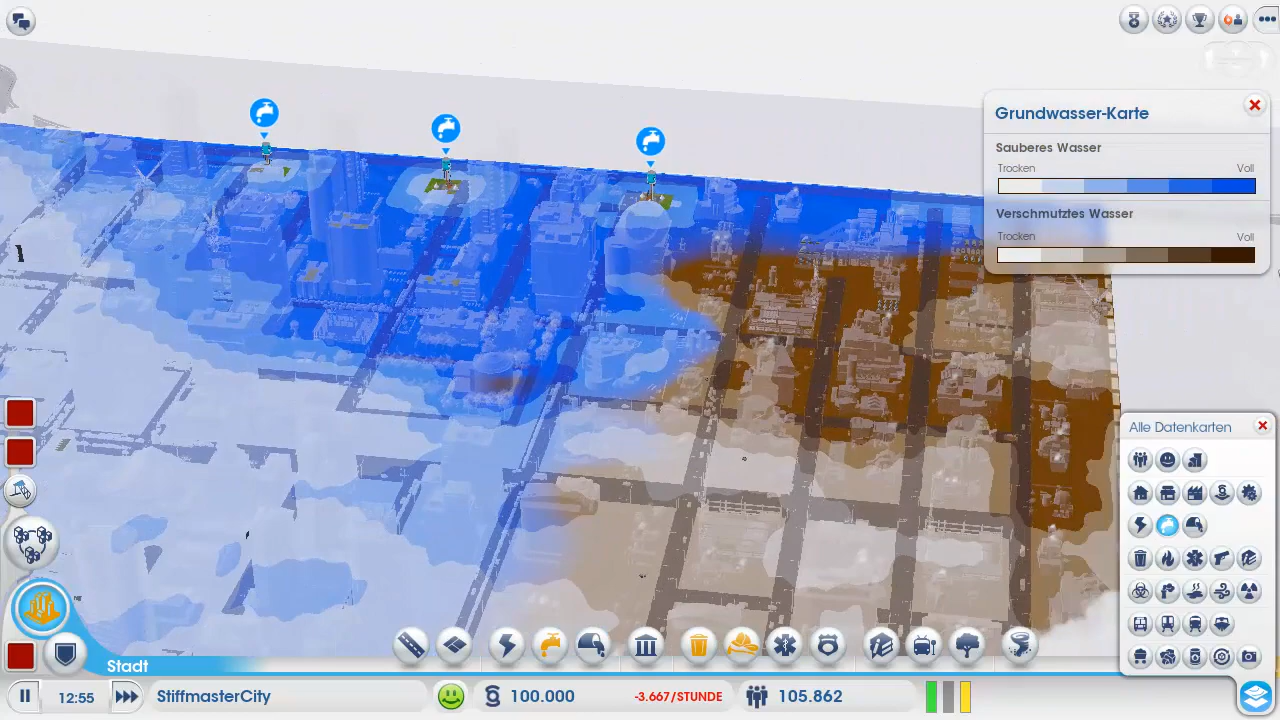 Grundwasser-Karte
Sauberes Wasser
Trocken Voll
Verschmutztes Wasser
Trocken Voll
Alle Datenkarten
Stadt
12:55 StiffmasterCity 100.000 -3.667/STUNDE 105.862